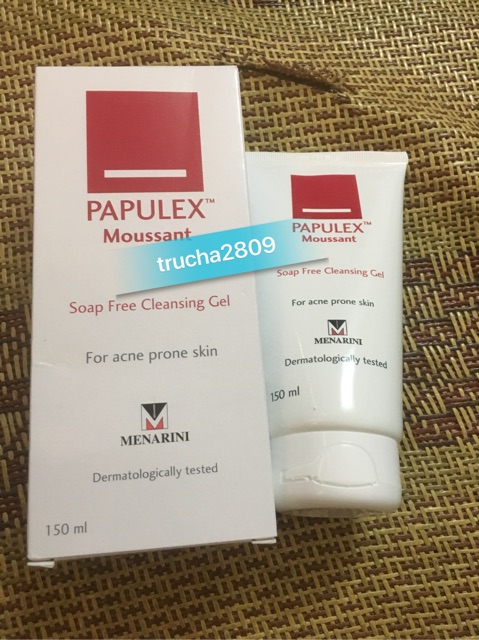 PAPULEX™
Moussant
trucha2809
Soap Free Cleansing Gel
For acne prone skin
MENARINI
Dermatologically tested
150 ml
PAPULEX™
Moussant
Soap Free Cleansing Gel
For acne prone skin
MENARINI
Dermatologically tested
150 ml